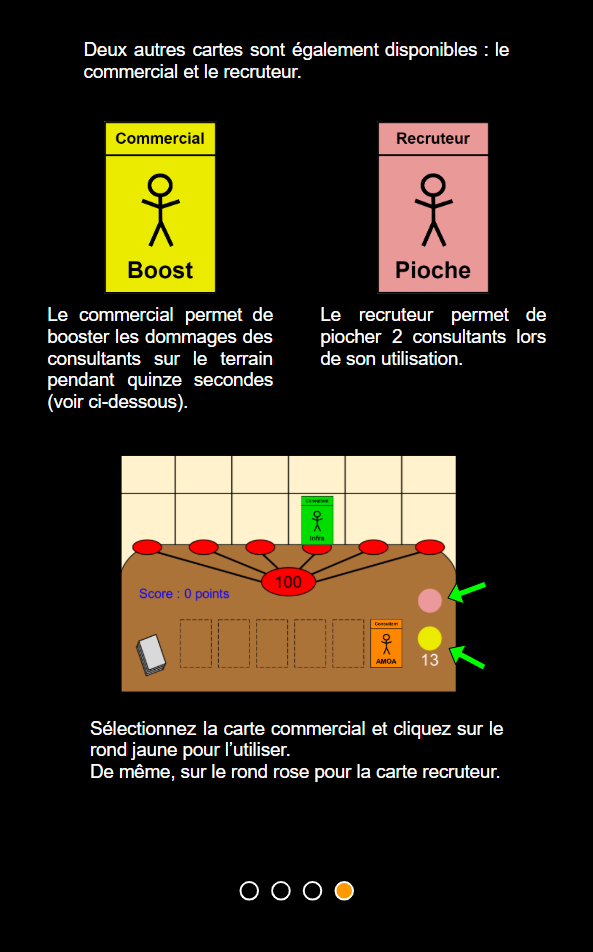 Deux autres cartes sont également disponibles : le
commercial et le recruteur.
Commercial
Boost
Recruteur
Pioche
Le commercial permet de
booster les dommages des
consultants sur le terrain
pendant quinze secondes
(voir ci-dessous).
Le recruteur permet de
piocher 2 consultants lors
de son utilisation.
Consultant
Infra
100
Score : 0 points
Consultant
AMOA
13
Sélectionnez la carte commercial et cliquez sur le
rond jaune pour l’utiliser.
De même, sur le rond rose pour la carte recruteur.